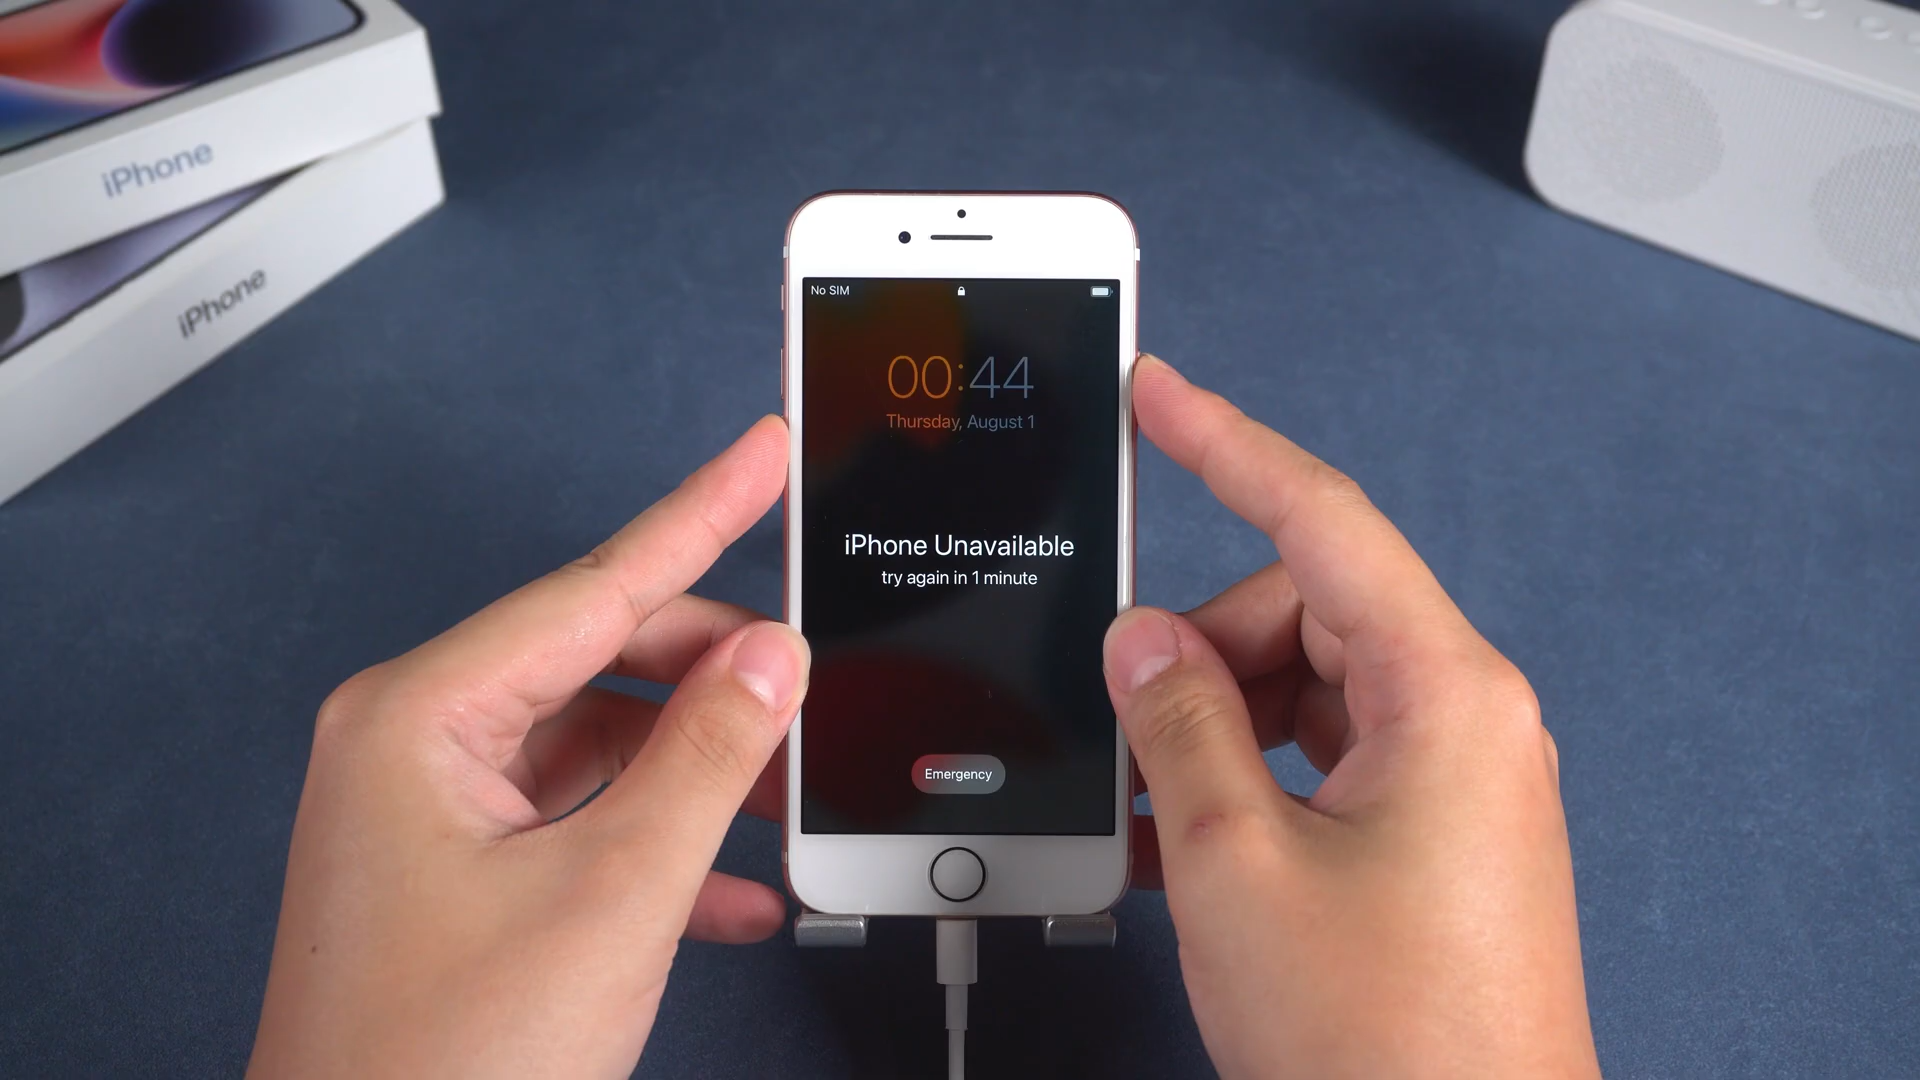 iPhone
iPhone
No SIM
00:44
Thursday, August 1
iPhone Unavailable
try again in 1 minute
Emergency